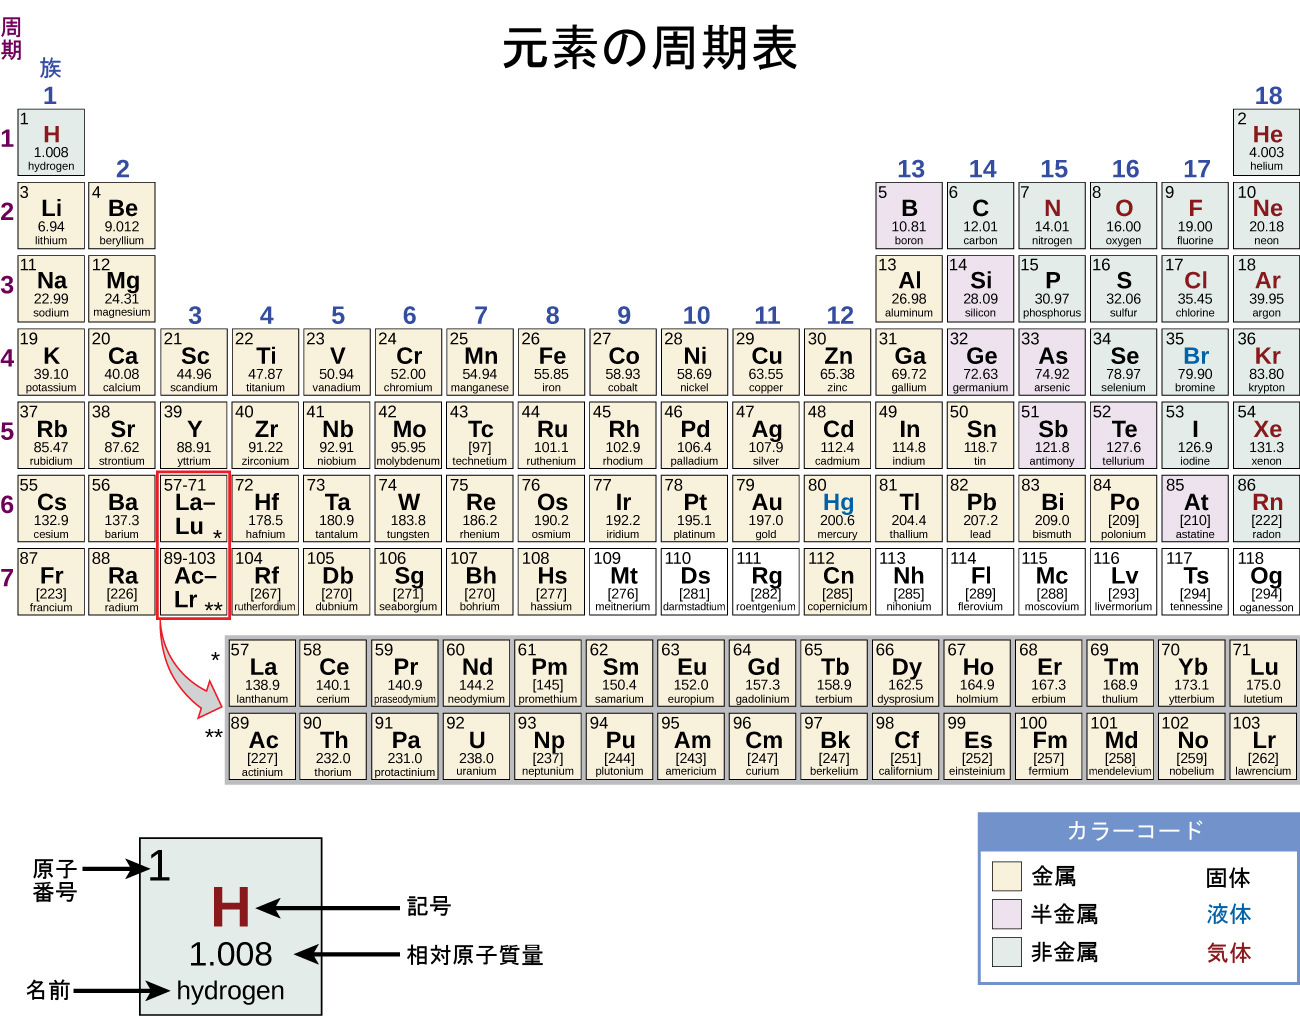 元素の周期表
周
期
族
1 18
1 2
1 H He
1.008 4.003
hydrogen helium
2 13 14 15 16 17
3 4 5 6 7 8 9 10
2 Li Be B C N O F Ne
6.94 9.012 10.81 12.01 14.01 16.00 19.00 20.18
lithium beryllium boron carbon nitrogen oxygen fluorine neon
11 12 13 14 15 16 17 18
3 Na Mg Al Si P S Cl Ar
22.99 24.31 26.98 28.09 30.97 32.06 35.45 39.95
sodium magnesium aluminum silicon phosphorus sulfur chlorine argon
3 4 5 6 7 8 9 10 11 12
19 20 21 22 23 24 25 26 27 28 29 30 31 32 33 34 35 36
4 K Ca Sc Ti V Cr Mn Fe Co Ni Cu Zn Ga Ge As Se Br Kr
39.10 40.08 44.96 47.87 50.94 52.00 54.94 55.85 58.93 58.69 63.55 65.38 69.72 72.63 74.92 78.97 79.90 83.80
potassium calcium scandium titanium vanadium chromium manganese iron cobalt nickel copper zinc gallium germanium arsenic selenium bromine krypton
37 38 39 40 41 42 43 44 45 46 47 48 49 50 51 52 53 54
5 Rb Sr Y Zr Nb Mo Tc Ru Rh Pd Ag Cd In Sn Sb Te I Xe
85.47 87.62 88.91 91.22 92.91 95.95 [97] 101.1 102.9 106.4 107.9 112.4 114.8 118.7 121.8 127.6 126.9 131.3
rubidium strontium yttrium zirconium niobium molybdenum technetium ruthenium rhodium palladium silver cadmium indium tin antimony tellurium iodine xenon
55 56 57-71 72 73 74 75 76 77 78 79 80 81 82 83 84 85 86
6 Cs Ba La– Hf Ta W Re Os Ir Pt Au Hg Tl Pb Bi Po At Rn
132.9 137.3 Lu * 178.5 180.9 183.8 186.2 190.2 192.2 195.1 197.0 200.6 204.4 207.2 209.0 [209] [210] [222]
cesium barium hafnium tantalum tungsten rhenium osmium iridium platinum gold mercury thallium lead bismuth polonium astatine radon
87 88 89-103 104 105 106 107 108 109 110 111 112 113 114 115 116 117 118
7 Fr Ra Ac– Rf Db Sg Bh Hs Mt Ds Rg Cn Nh Fl Mc Lv Ts Og
[223] [226] Lr ** [267] [270] [271] [270] [277] [276] [281] [282] [285] [285] [289] [288] [293] [294] [294]
francium radium rutherfordium dubnium seaborgium bohrium hassium meitnerium darmstadtium roentgenium copernicium nihonium flerovium moscovium livermorium tennessine oganesson
57 58 59 60 61 62 63 64 65 66 67 68 69 70 71
* La Ce Pr Nd Pm Sm Eu Gd Tb Dy Ho Er Tm Yb Lu
138.9 140.1 140.9 144.2 [145] 150.4 152.0 157.3 158.9 162.5 164.9 167.3 168.9 173.1 175.0
lanthanum cerium praseodymium neodymium promethium samarium europium gadolinium terbium dysprosium holmium erbium thulium ytterbium lutetium
89 90 91 92 93 94 95 96 97 98 99 100 101 102 103
** Ac Th Pa U Np Pu Am Cm Bk Cf Es Fm Md No Lr
[227] 232.0 231.0 238.0 [237] [244] [243] [247] [247] [251] [252] [257] [258] [259] [262]
actinium thorium protactinium uranium neptunium plutonium americium curium berkelium californium einsteinium fermium mendelevium nobelium lawrencium
原子
番号
1
H
記号
1.008
相対原子質量
名前
hydrogen
カラーコード
金属 固体
半金属 液体
非金属 気体